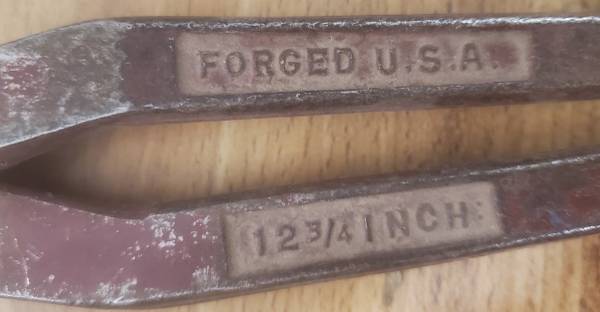 FORGED U.S.A.
12 3/4 INCH